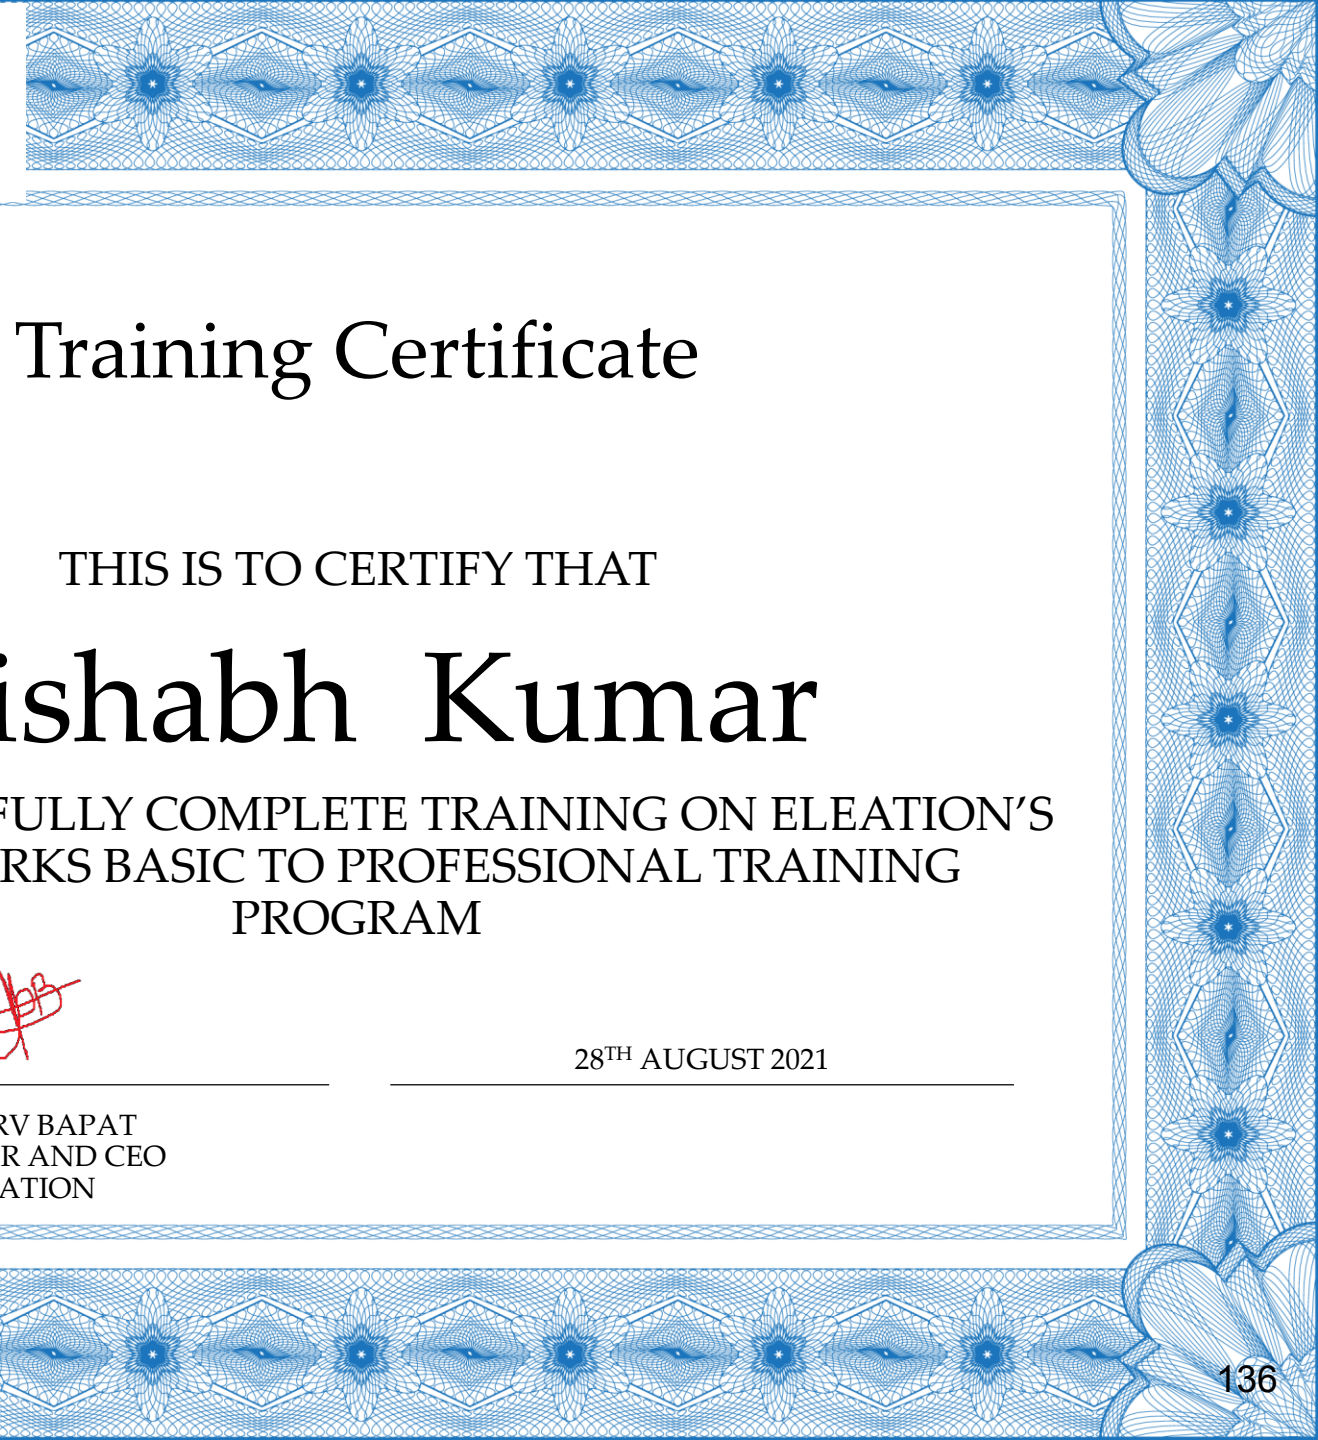 Training Certificate
THIS IS TO CERTIFY THAT
ishabh Kumar
FULLY COMPLETE TRAINING ON ELEATION’S
RKS BASIC TO PROFESSIONAL TRAINING
PROGRAM
28TH AUGUST 2021
RV BAPAT
R AND CEO
ATION
136